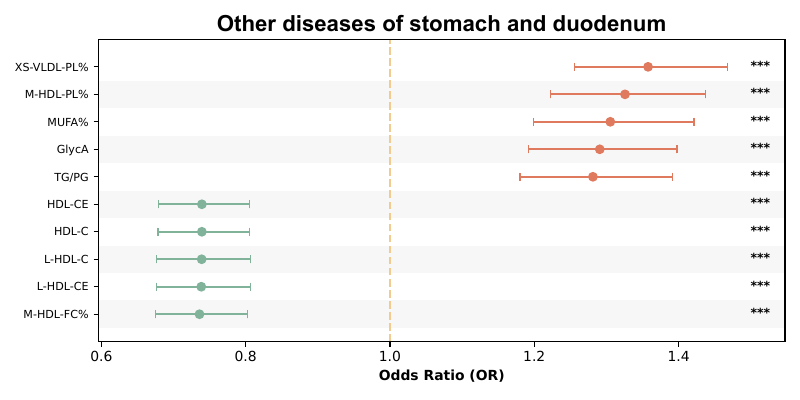 Other diseases of stomach and duodenum
XS-VLDL-PL% ***
M-HDL-PL% ***
MUFA% ***
GlycA ***
TG/PG ***
HDL-CE ***
HDL-C ***
L-HDL-C ***
L-HDL-CE ***
M-HDL-FC% ***
0.6 0.8 1.0 1.2 1.4
Odds Ratio (OR)